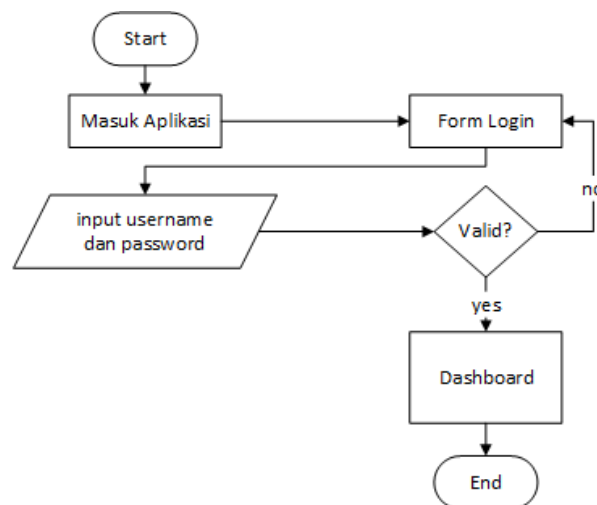 Start
Masuk Aplikasi
Form Login
input username
dan password
Valid?
no
yes
Dashboard
End